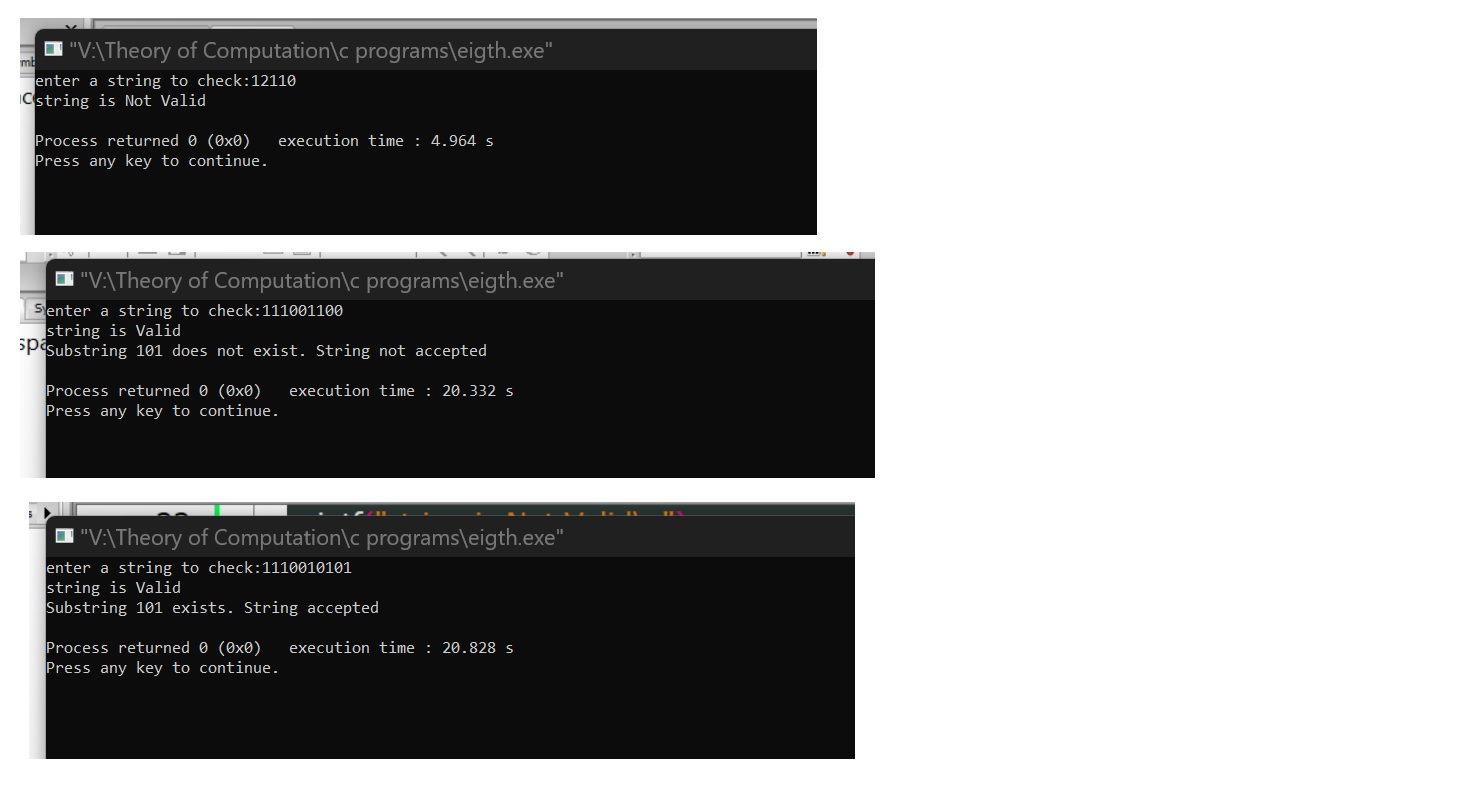 "V:\Theory of Computation\c programs\eigth.exe"
enter a string to check:12110
string is Not Valid
Process returned 0 (0x0)   execution time : 4.964 s
Press any key to continue.
"V:\Theory of Computation\c programs\eigth.exe"
enter a string to check:111001100
string is Valid
Substring 101 does not exist. String not accepted
Process returned 0 (0x0)   execution time : 20.332 s
Press any key to continue.
"V:\Theory of Computation\c programs\eigth.exe"
enter a string to check:1110010101
string is Valid
Substring 101 exists. String accepted
Process returned 0 (0x0)   execution time : 20.828 s
Press any key to continue.